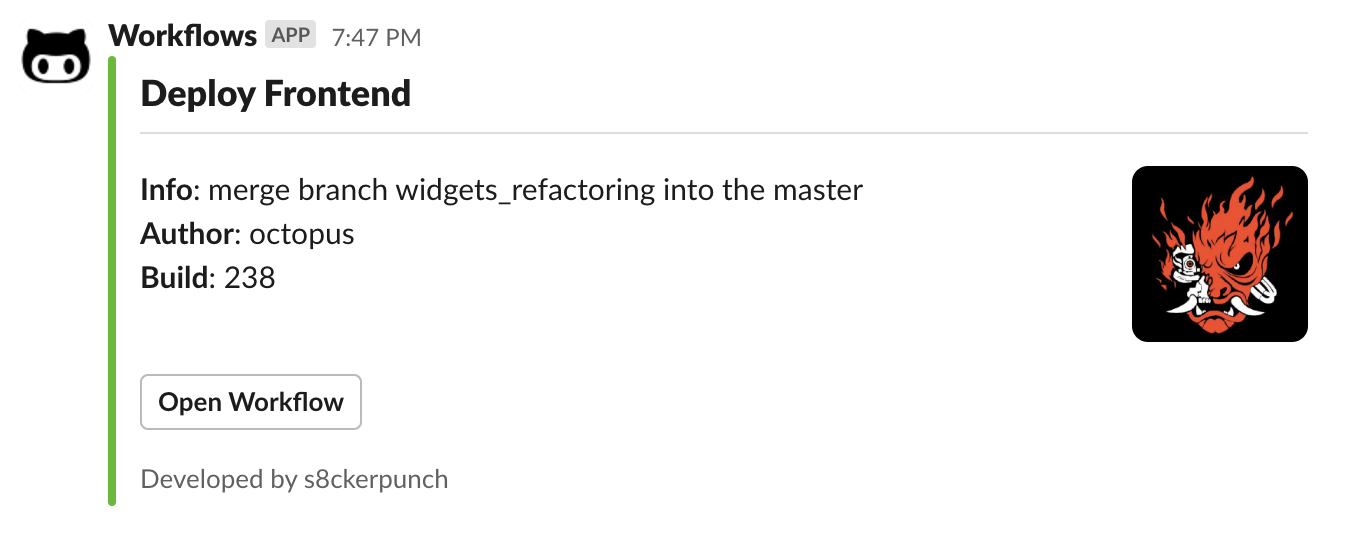 Workflows APP 7:47 PM
Deploy Frontend
Info: merge branch widgets_refactoring into the master
Author: octopus
Build: 238
Open Workflow
Developed by s8ckerpunch